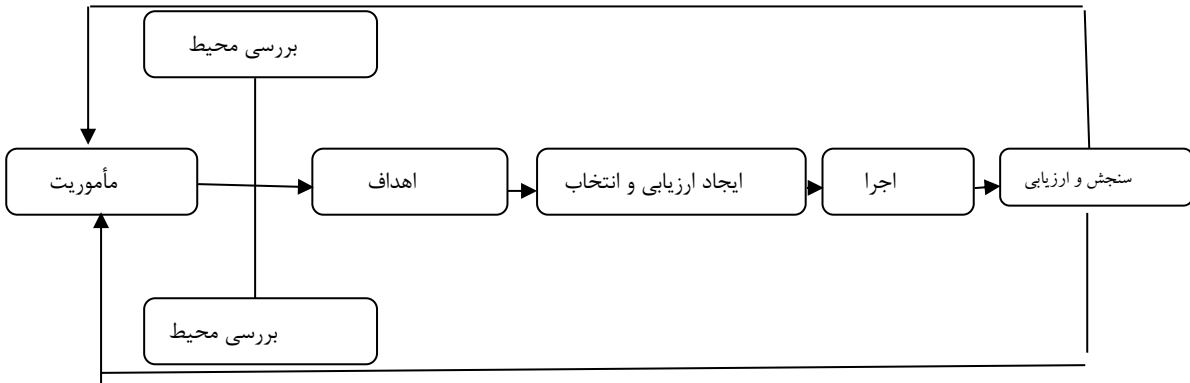 بررسی محیط
مأموریت
اهداف
ایجاد ارزیابی و انتخاب
اجرا
سنجش و ارزیابی
بررسی محیط